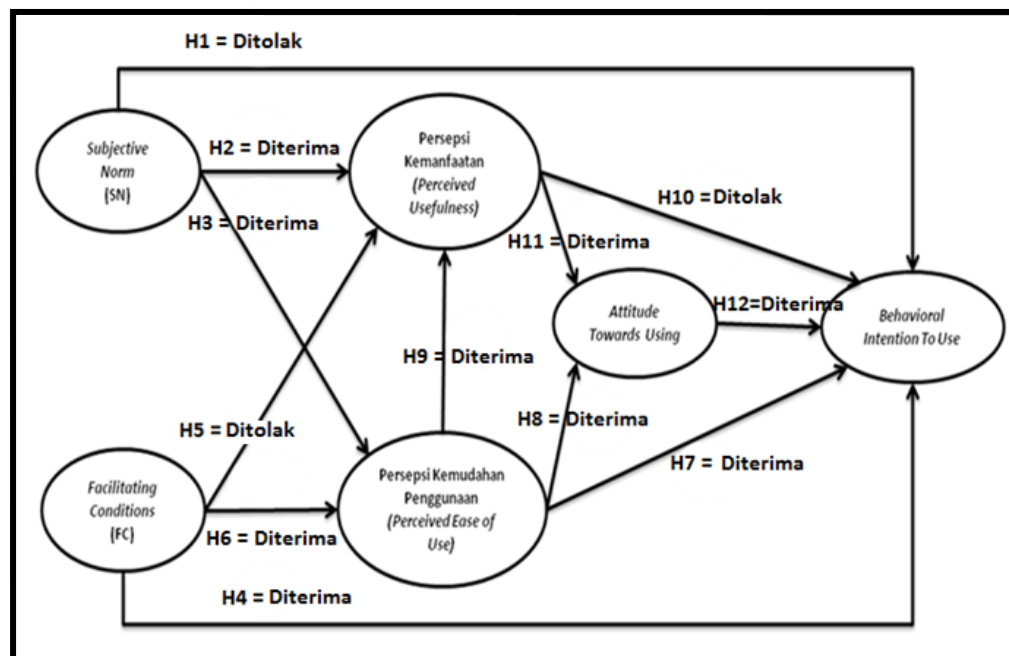 H1 = Ditolak
Subjective
Norm
(SN)
H2 = Diterima
Persepsi
Kemanfaatan
(Perceived
Usefulness)
H3 = Diterima
H10 =Ditolak
H11 = Diterima
Attitude
Towards Using
H12=Diterima
Behavioral
Intention To Use
H9 = Diterima
H8 = Diterima
H5 = Ditolak
H7 = Diterima
Facilitating
Conditions
(FC)
H6 = Diterima
Persepsi Kemudahan
Penggunaan
(Perceived Ease of
Use)
H4 = Diterima